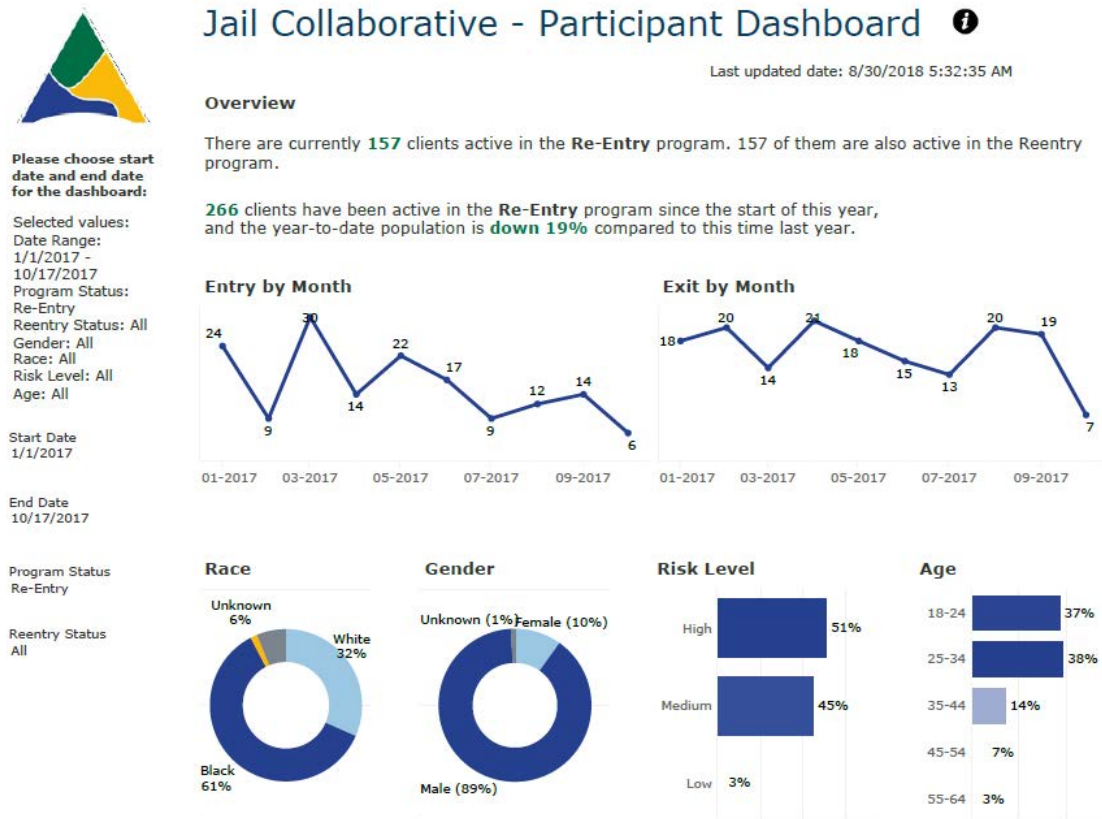 Jail Collaborative - Participant Dashboard i
Last updated date: 8/30/2018 5:32:35 AM
Please choose start
date and end date
for the dashboard:
Selected values:
Date Range:
1/1/2017 -
10/17/2017
Program Status:
Re-Entry
Reentry Status: All
Gender: All
Race: All
Risk Level: All
Age: All
Start Date
1/1/2017
End Date
10/17/2017
Program Status
Re-Entry
Reentry Status
All
Overview
There are currently 157 clients active in the Re-Entry program. 157 of them are also active in the Reentry
program.
266 clients have been active in the Re-Entry program since the start of this year,
and the year-to-date population is down 19% compared to this time last year.
Entry by Month
24
9
30
14
22
17
9
12
14
6
01-2017 03-2017 05-2017 07-2017 09-2017
Exit by Month
18
20
14
21
18
15
13
20
19
7
01-2017 03-2017 05-2017 07-2017 09-2017
Race
Unknown
6%
White
32%
Black
61%
Gender
Unknown (1%)
Female (10%)
Male (89%)
Risk Level
High 51%
Medium 45%
Low 3%
Age
18-24 37%
25-34 38%
35-44 14%
45-54 7%
55-64 3%